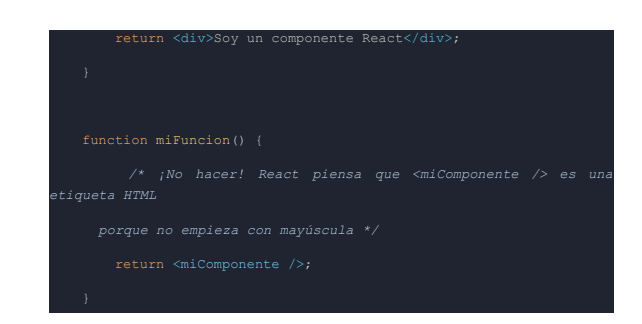 return <div>Soy un componente React</div>;
}
function miFuncion() {
/* ¡No hacer! React piensa que <miComponente /> es una
etiqueta HTML
porque no empieza con mayúscula */
return <miComponente />;
}